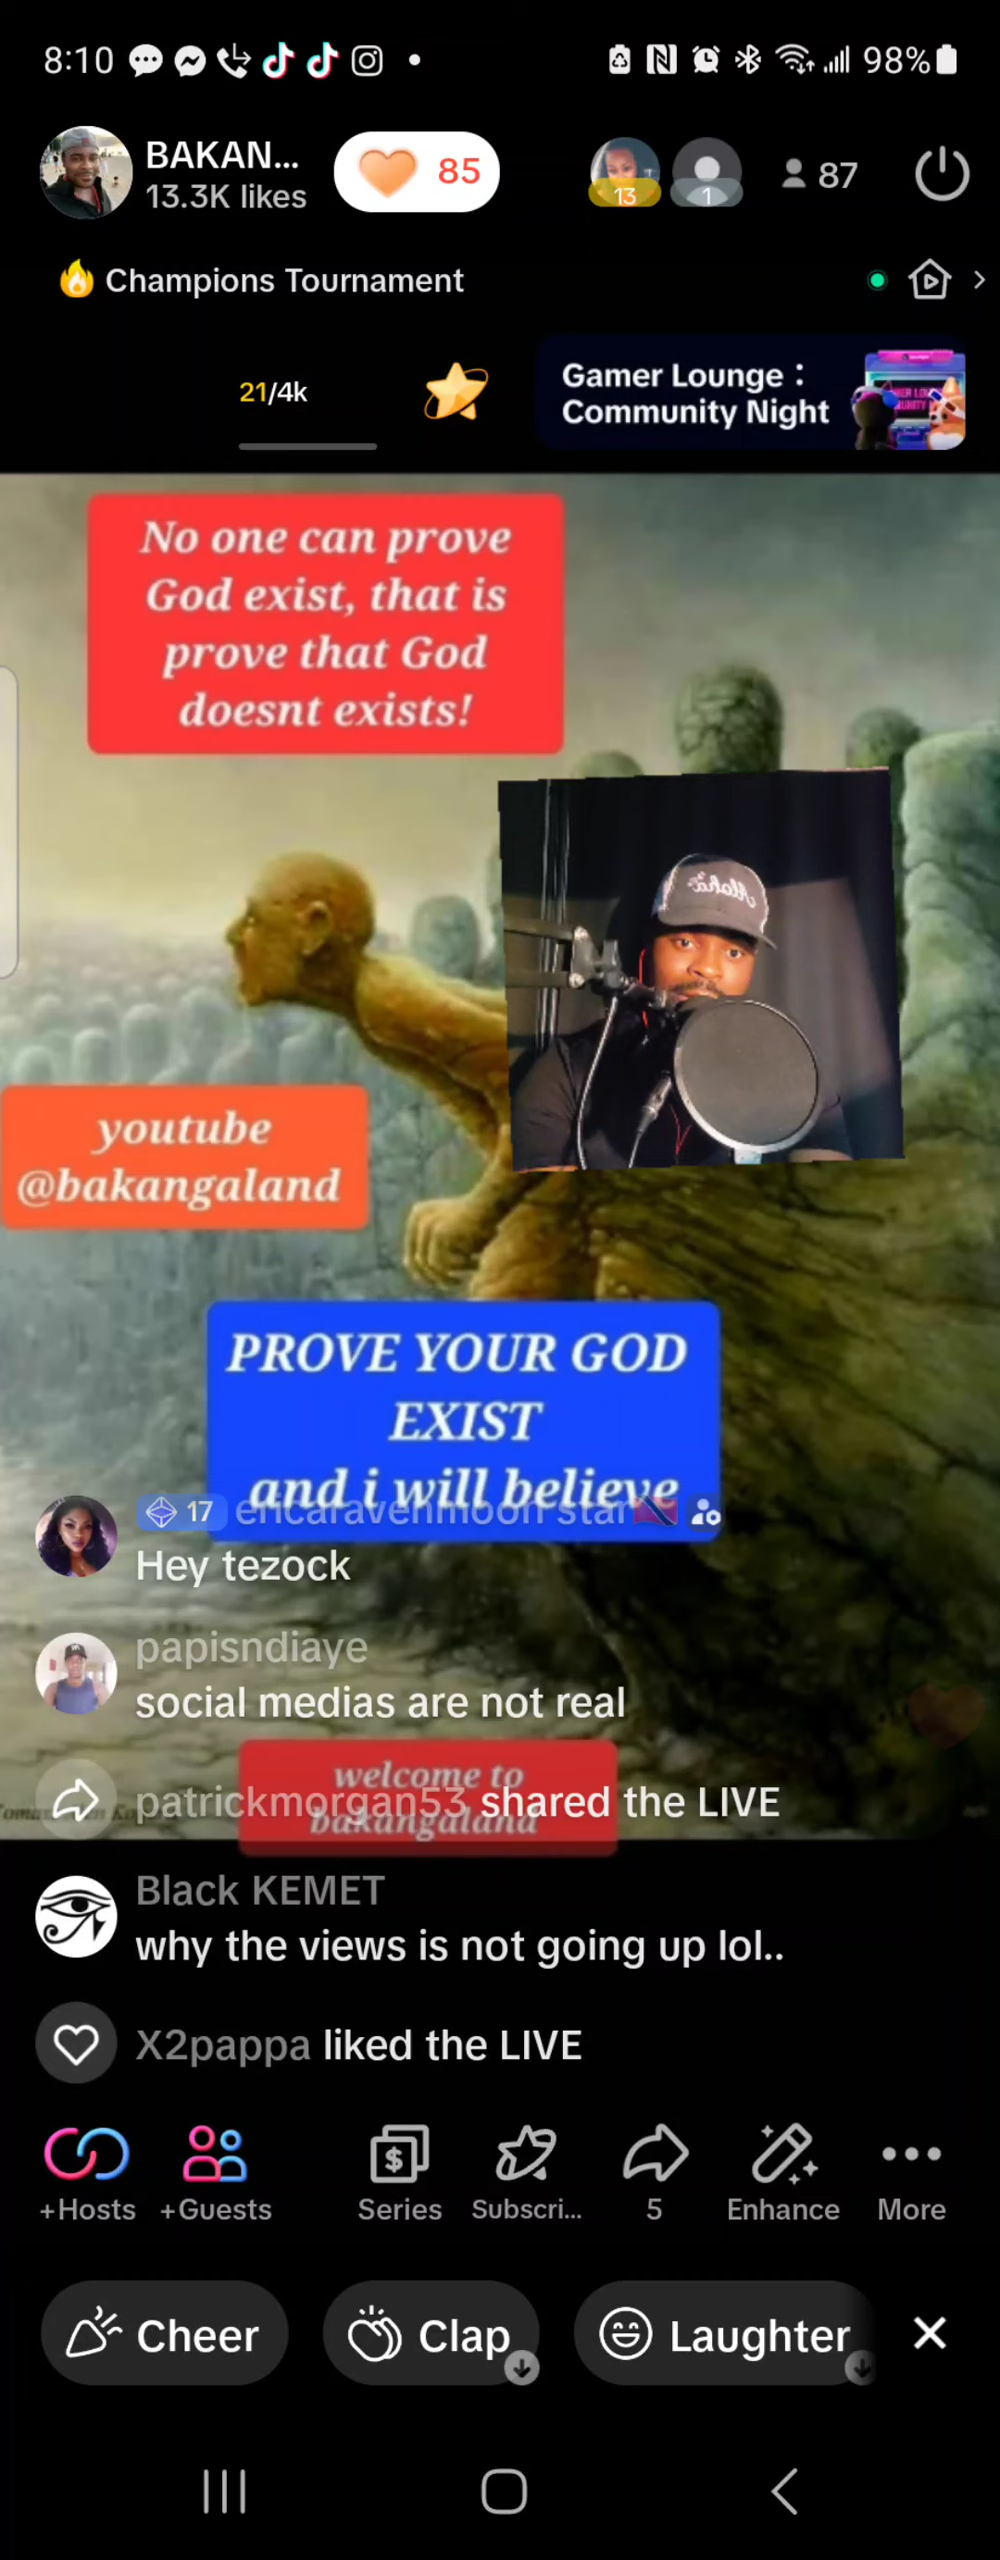 8:10
98%
BAKAN...
85
13.3K likes
13
1
87
🔥 Champions Tournament
21/4k
Gamer Lounge :
Community Night
No one can prove
God exist, that is
prove that God
doesnt exists!
Aloha
youtube
@bakangaland
PROVE YOUR GOD
EXIST
and i will believe
17 ericaravenmoon star🇹🇹
Hey tezock
papisndiaye
social medias are not real
welcome to
bakangaland
patrickmorgan53 shared the LIVE
Black KEMET
why the views is not going up lol..
X2pappa liked the LIVE
+Hosts
+Guests
Series
Subscri...
5
Enhance
More
Cheer
Clap
Laughter